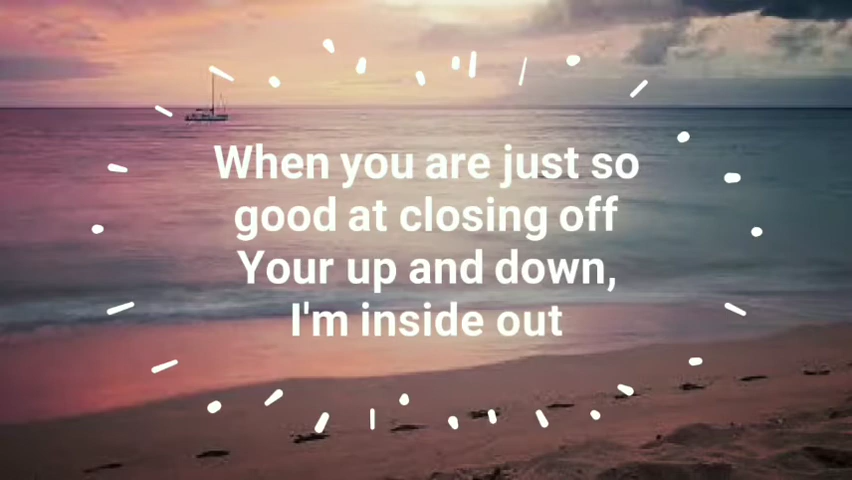 When you are just so
good at closing off
Your up and down,
I'm inside out